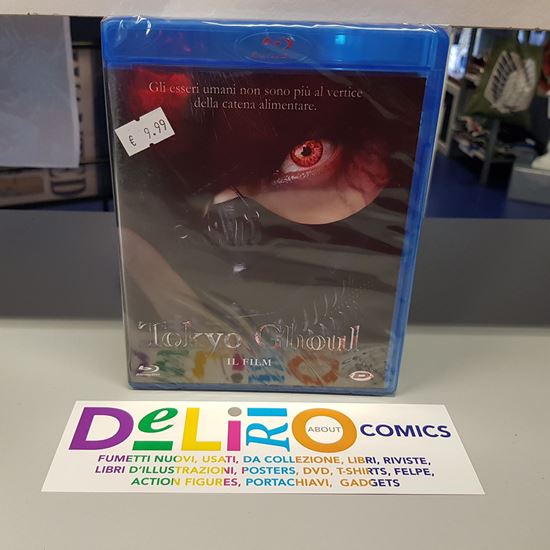 Gli esseri umani non sono più al vertice
della catena alimentare.
€ 9.99
Tokyo Ghoul
IL FILM
DeLiRiO ABOUT COMICS
FUMETTI NUOVI, USATI, DA COLLEZIONE, LIBRI, RIVISTE,
LIBRI D'ILLUSTRAZIONI, POSTERS, DVD, T-SHIRTS, FELPE,
ACTION FIGURES, PORTACHIAVI, GADGETS